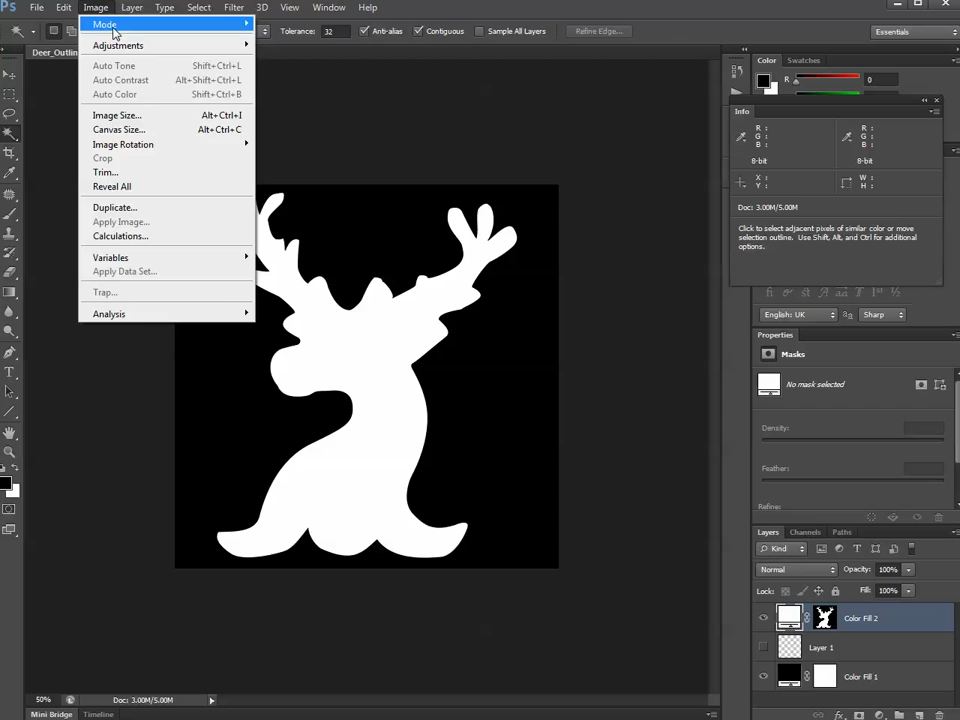 Ps File Edit Image Layer Type Select Filter 3D View Window Help
Tolerance: 32 Anti-alias Contiguous Sample All Layers Refine Edge... Essentials
Mode
Adjustments
Auto Tone Shift+Ctrl+L
Auto Contrast Alt+Shift+Ctrl+L
Auto Color Shift+Ctrl+B
Image Size... Alt+Ctrl+I
Canvas Size... Alt+Ctrl+C
Image Rotation
Crop
Trim...
Reveal All
Duplicate...
Apply Image...
Calculations...
Variables
Apply Data Set...
Trap...
Analysis
Deer_Outlin
Color Swatches
R 0
Info
R : R :
G : G :
B : B :
8-bit 8-bit
X : W :
Y : H :
Doc: 3.00M/5.00M
Click to select adjacent pixels of similar color or move
selection outline. Use Shift, Alt, and Ctrl for additional
options.
English: UK Sharp
Properties
Masks
No mask selected
Density:
Feather:
Refine:
Layers Channels Paths
Kind
Normal Opacity: 100%
Lock: Fill: 100%
Color Fill 2
Layer 1
Color Fill 1
50% Doc: 3.00M/5.00M
Mini Bridge Timeline